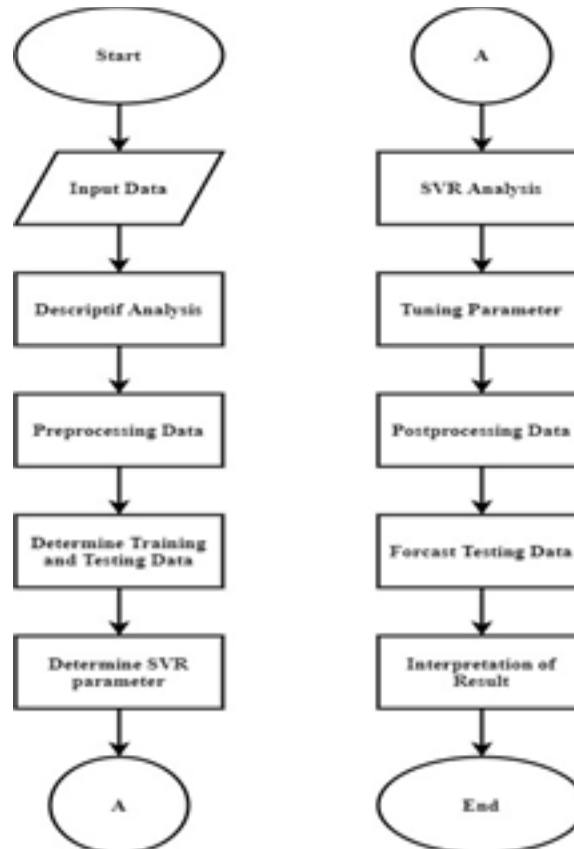 Start
Input Data
Descriptif Analysis
Preprocessing Data
Determine Training
and Testing Data
Determine SVR
parameter
A
A
SVR Analysis
Tuning Parameter
Postprocessing Data
Forcast Testing Data
Interpretation of
Result
End